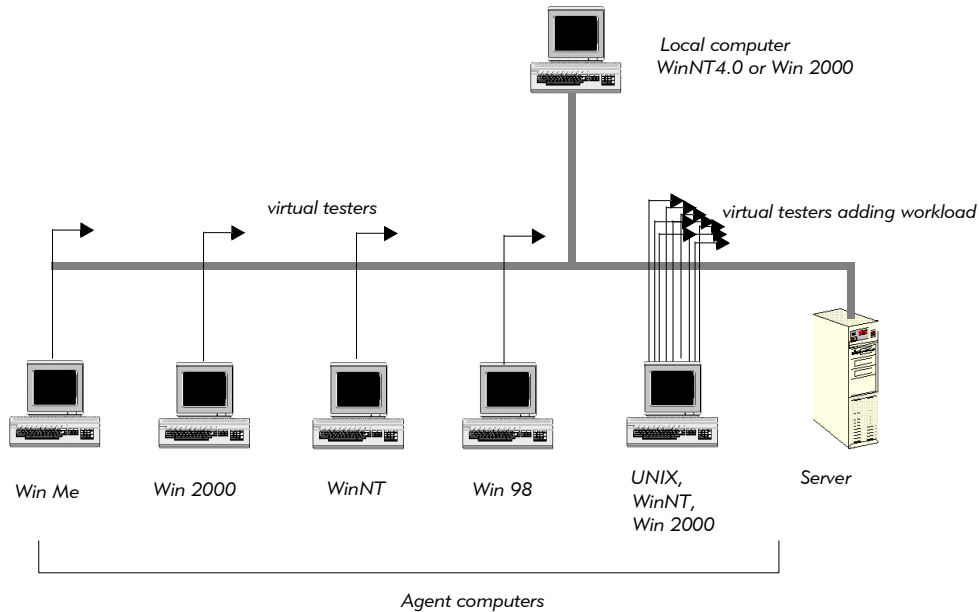 Local computer
WinNT4.0 or Win 2000
virtual testers
virtual testers adding workload
Win Me
Win 2000
WinNT
Win 98
UNIX,
WinNT,
Win 2000
Server
Agent computers